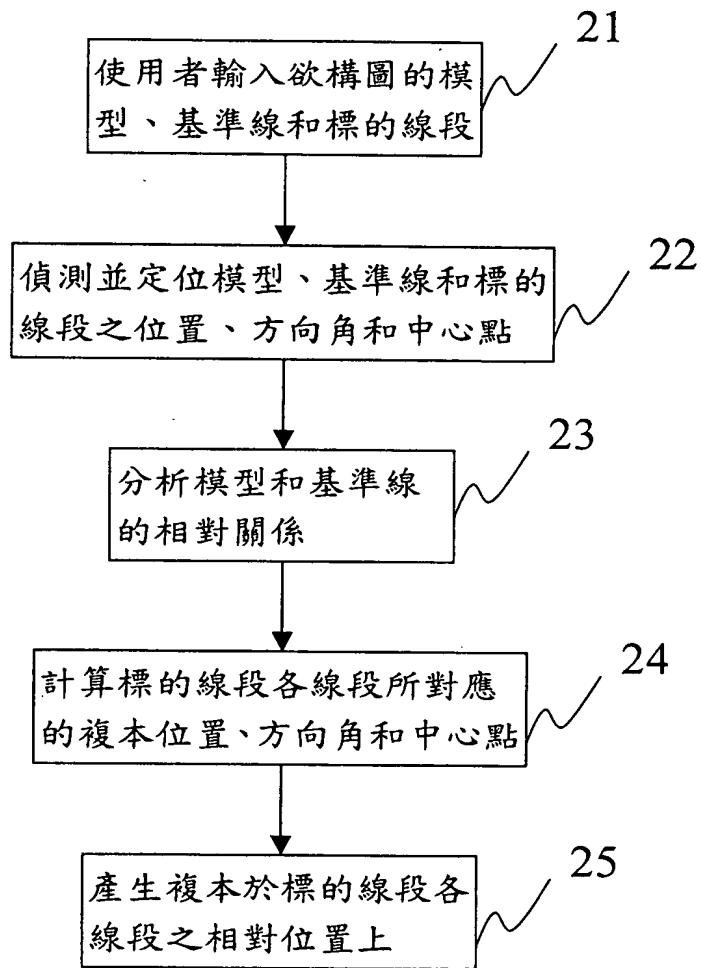 21
使用者輸入欲構圖的模
型、基準線和標的線段
22
偵測並定位模型、基準線和標的
線段之位置、方向角和中心點
23
分析模型和基準線
的相對關係
24
計算標的線段各線段所對應
的複本位置、方向角和中心點
25
產生複本於標的線段各
線段之相對位置上